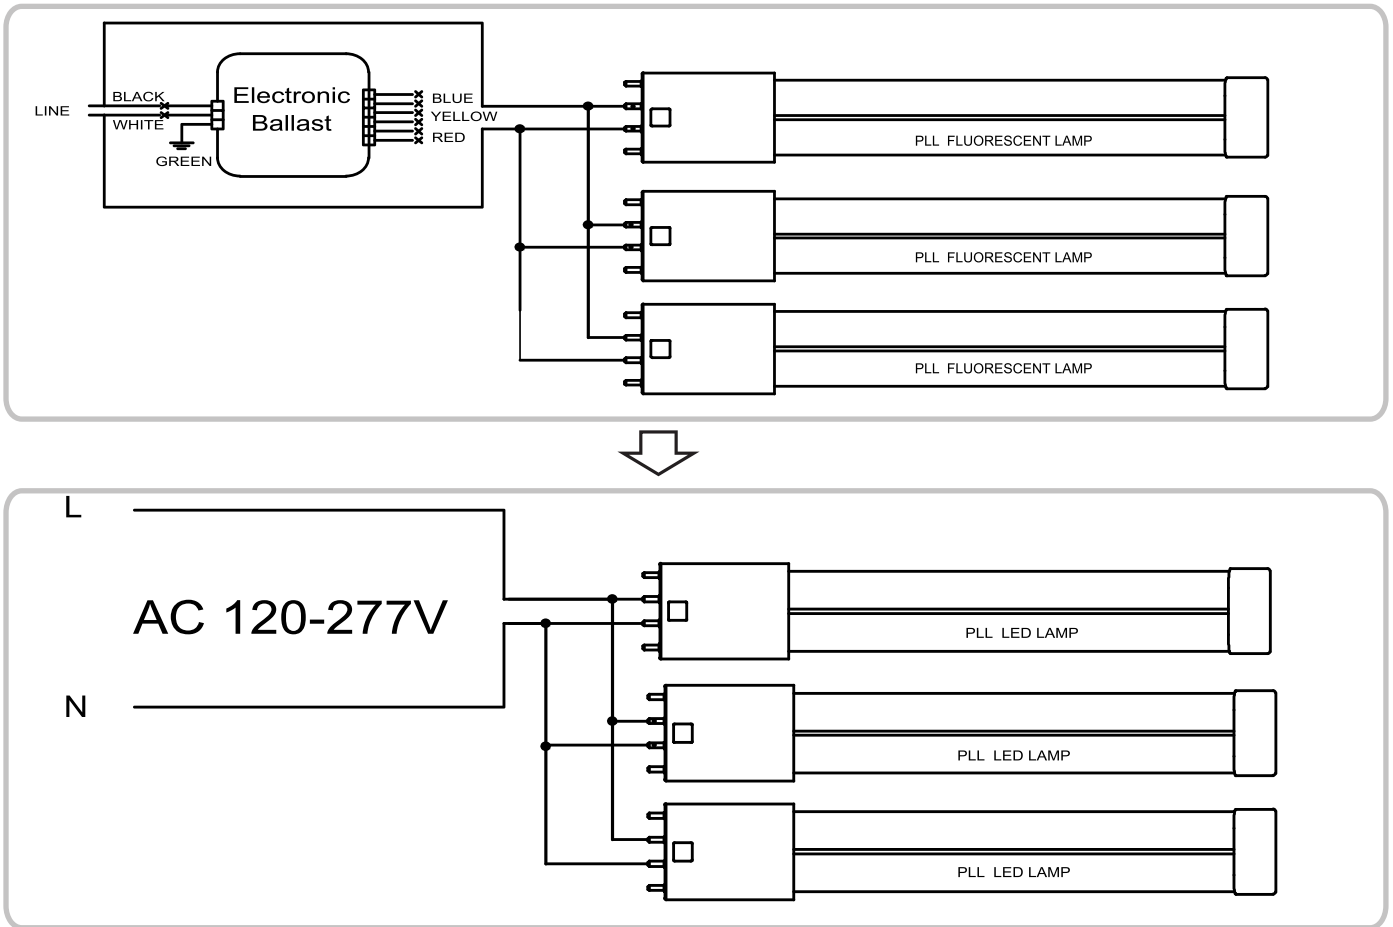 LINE
BLACK
WHITE
GREEN
Electronic
Ballast
BLUE
YELLOW
RED
PLL FLUORESCENT LAMP
PLL FLUORESCENT LAMP
PLL FLUORESCENT LAMP
L
AC 120-277V
N
PLL LED LAMP
PLL LED LAMP
PLL LED LAMP